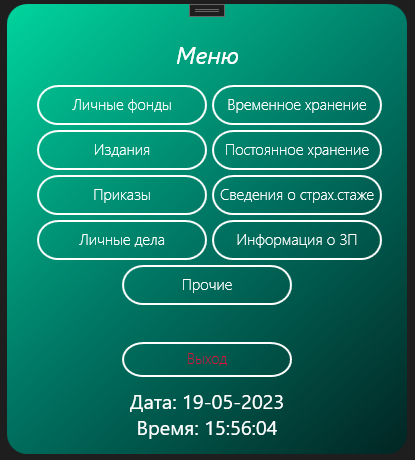 Меню
Личные фонды
Временное хранение
Издания
Постоянное хранение
Приказы
Сведения о страх.стаже
Личные дела
Информация о ЗП
Прочие
Выход
Дата: 19-05-2023
Время: 15:56:04